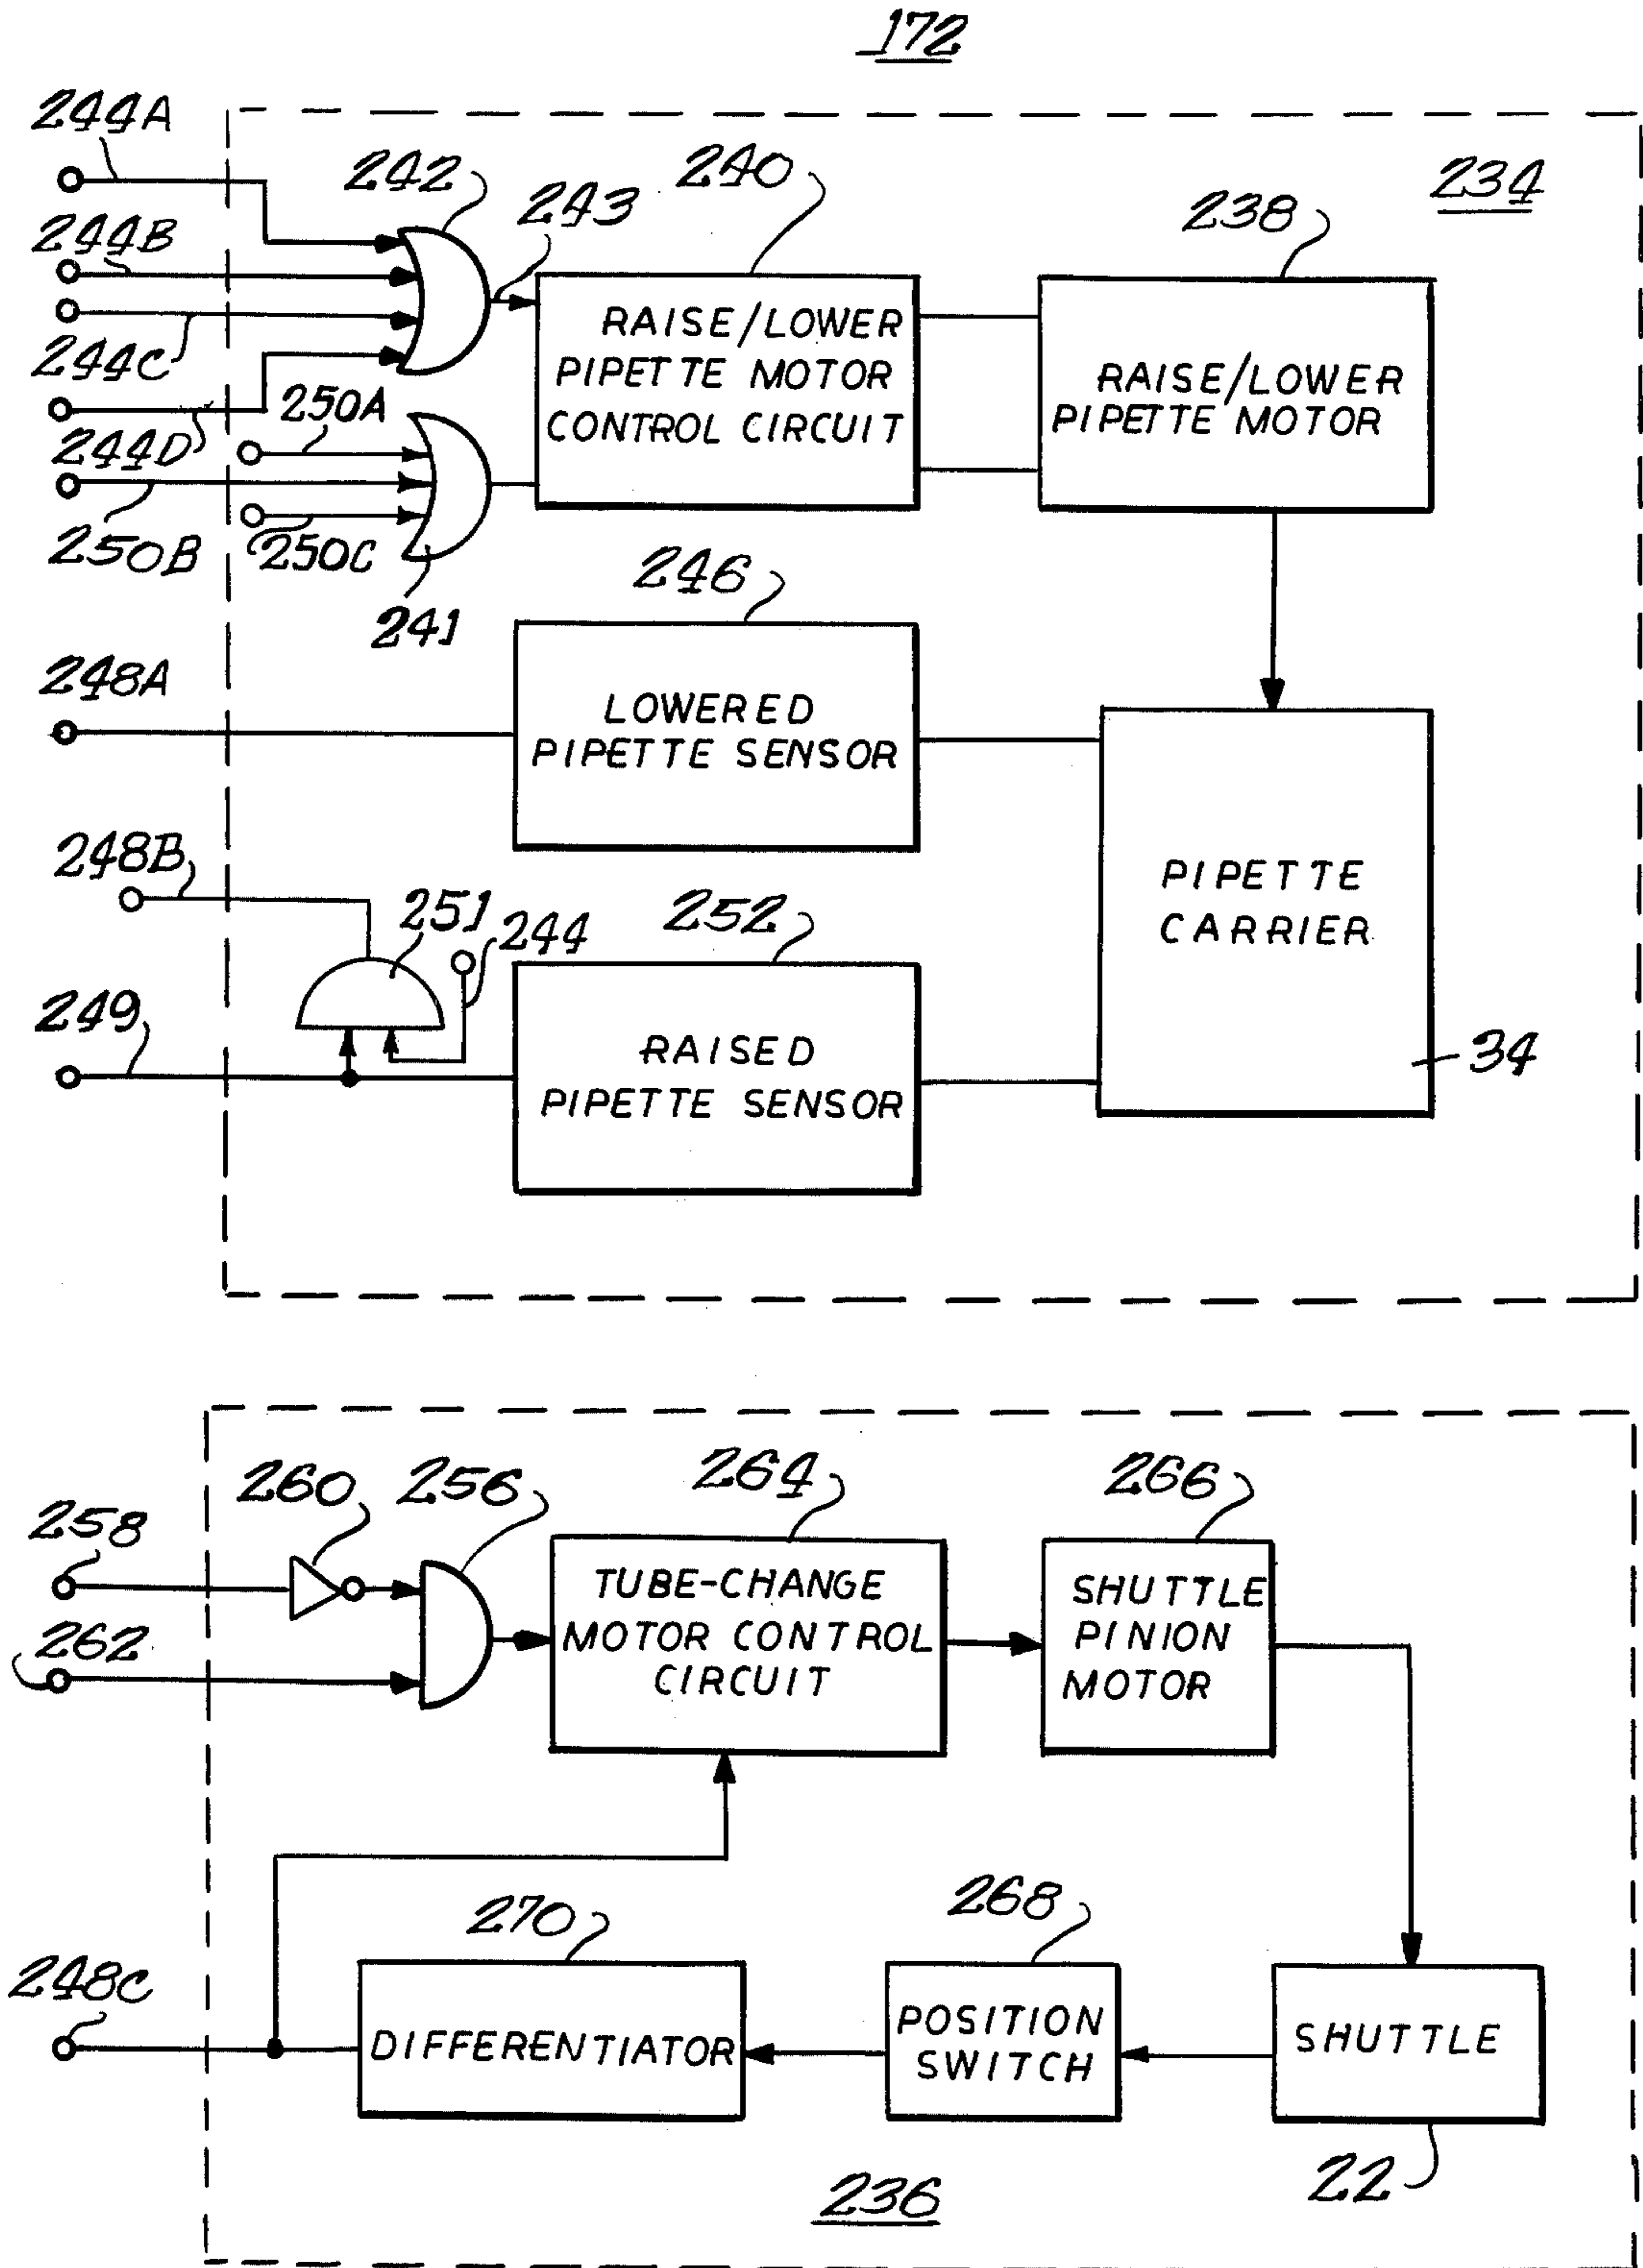 172
244A
242
240
234
243
238
244B
244C
244D
250A
RAISE/LOWER
PIPETTE MOTOR
CONTROL CIRCUIT
RAISE/LOWER
PIPETTE MOTOR
250B
250C
241
246
248A
LOWERED
PIPETTE SENSOR
248B
251
244
252
PIPETTE
CARRIER
249
RAISED
PIPETTE SENSOR
34
258
260
256
264
266
262
TUBE-CHANGE
MOTOR CONTROL
CIRCUIT
SHUTTLE
PINION
MOTOR
270
268
248C
DIFFERENTIATOR
POSITION
SWITCH
SHUTTLE
236
22